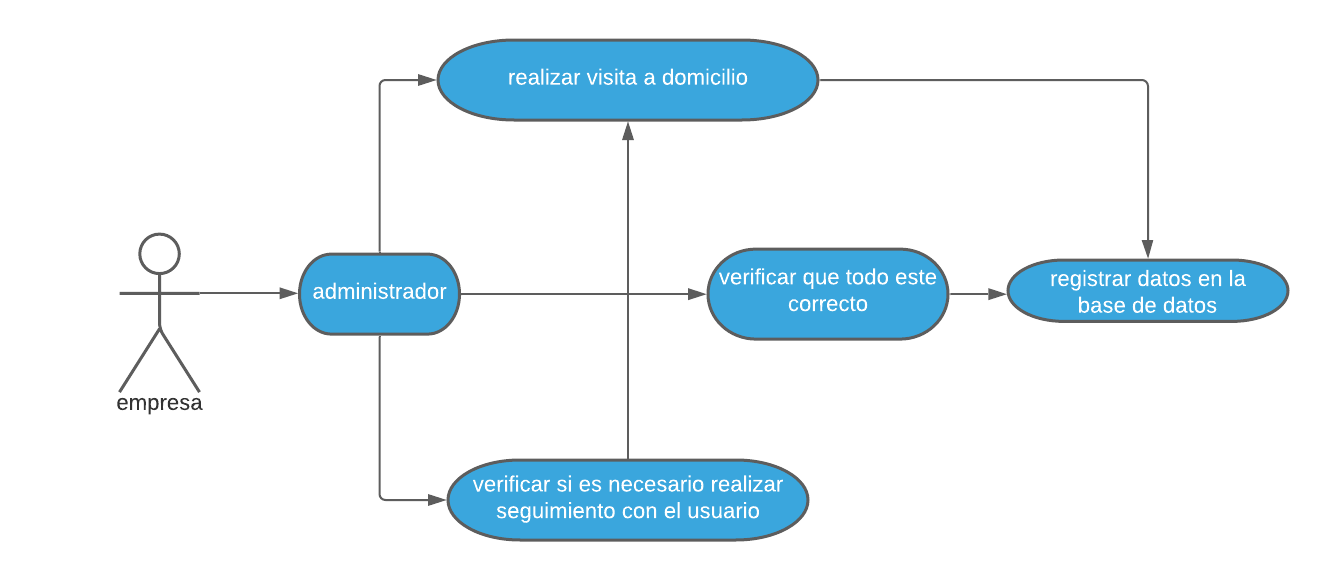 realizar visita a domicilio
verificar que todo este
correcto
registrar datos en la
base de datos
administrador
empresa
verificar si es necesario realizar
seguimiento con el usuario